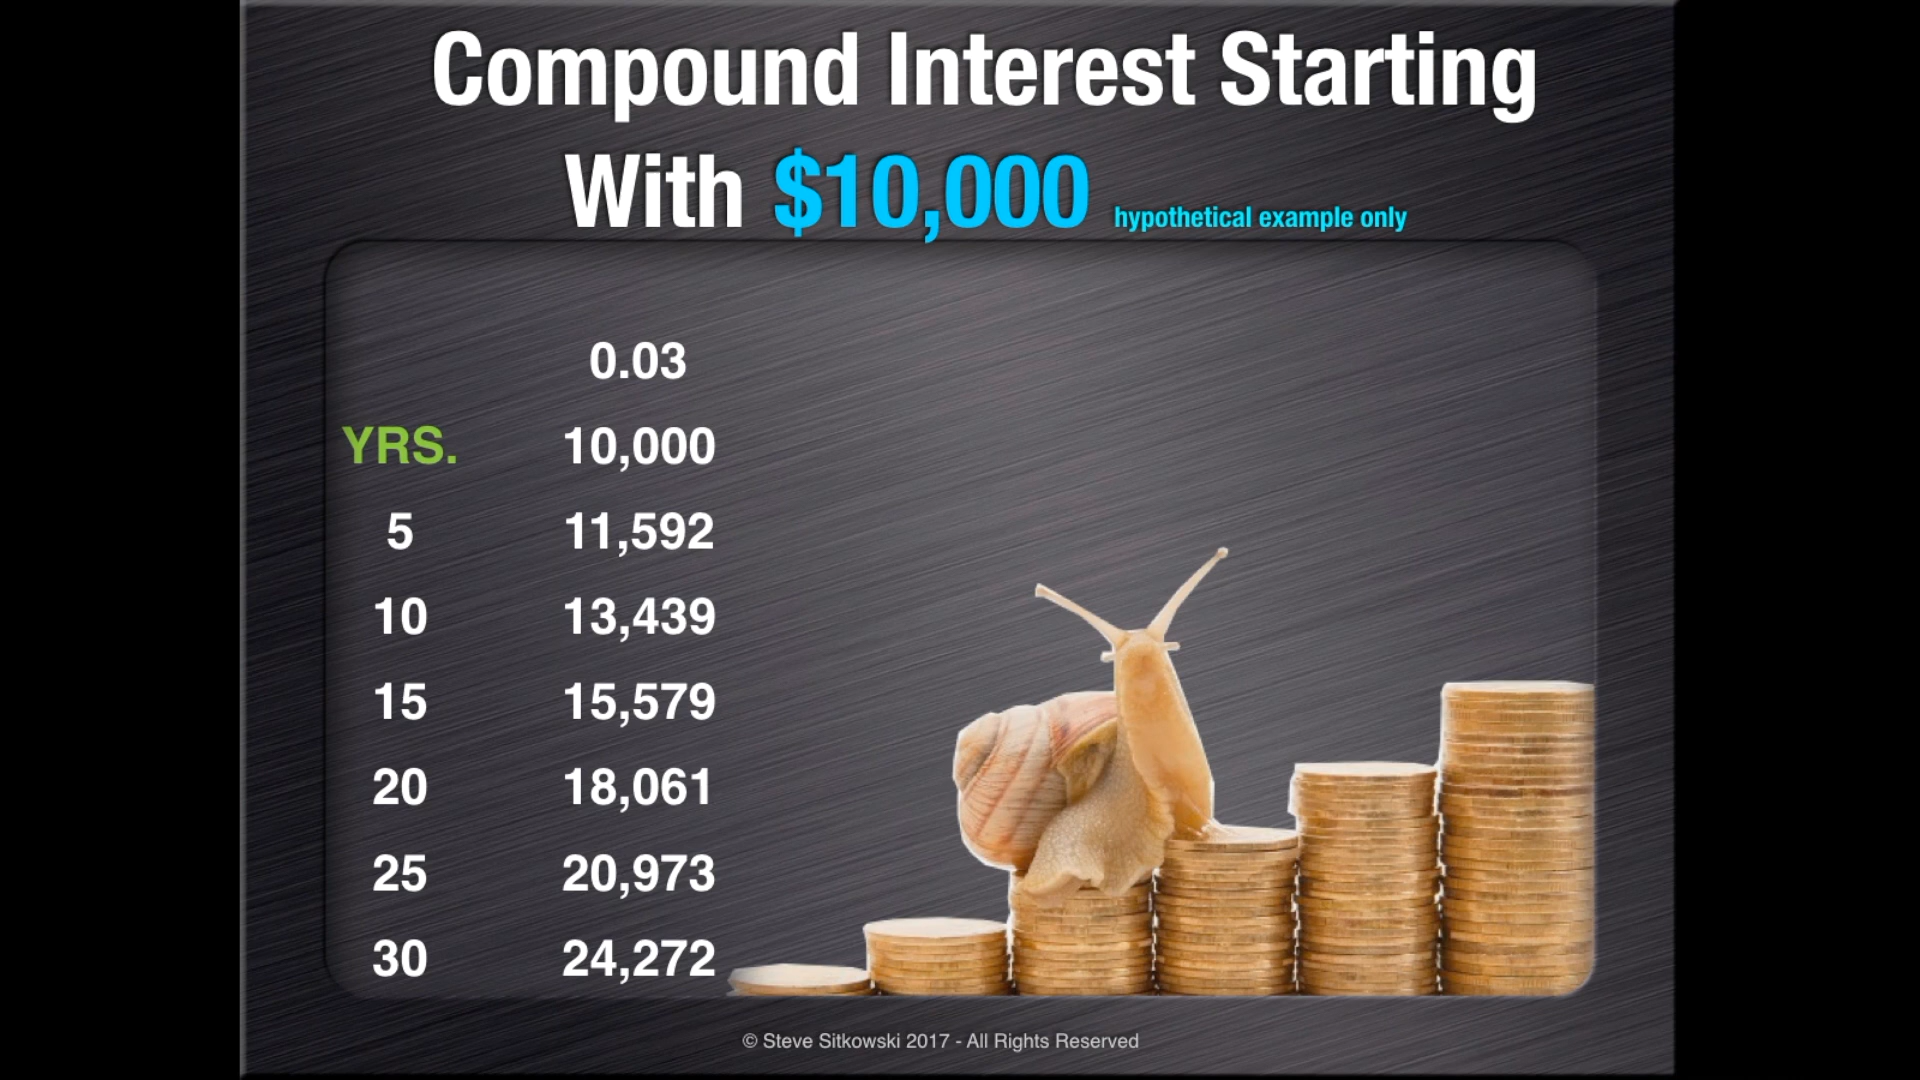 Compound Interest Starting
With $10,000 hypothetical example only
0.03
YRS. 10,000
5 11,592
10 13,439
15 15,579
20 18,061
25 20,973
30 24,272
© Steve Sitkowski 2017 - All Rights Reserved